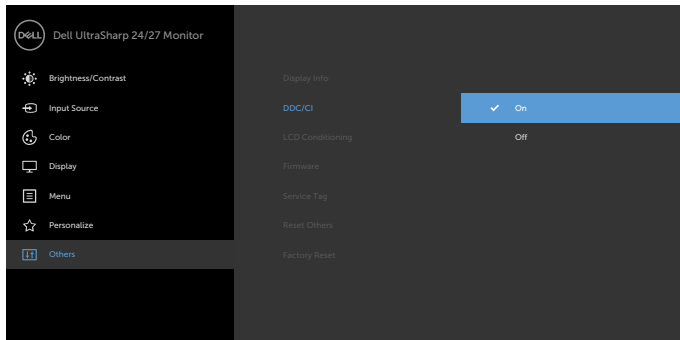 DELL
Dell UltraSharp 24/27 Monitor
Brightness/Contrast
Input Source
Color
Display
Menu
Personalize
Others
Display Info
DDC/CI
LCD Conditioning
Firmware
Service Tag
Reset Others
Factory Reset
On
Off